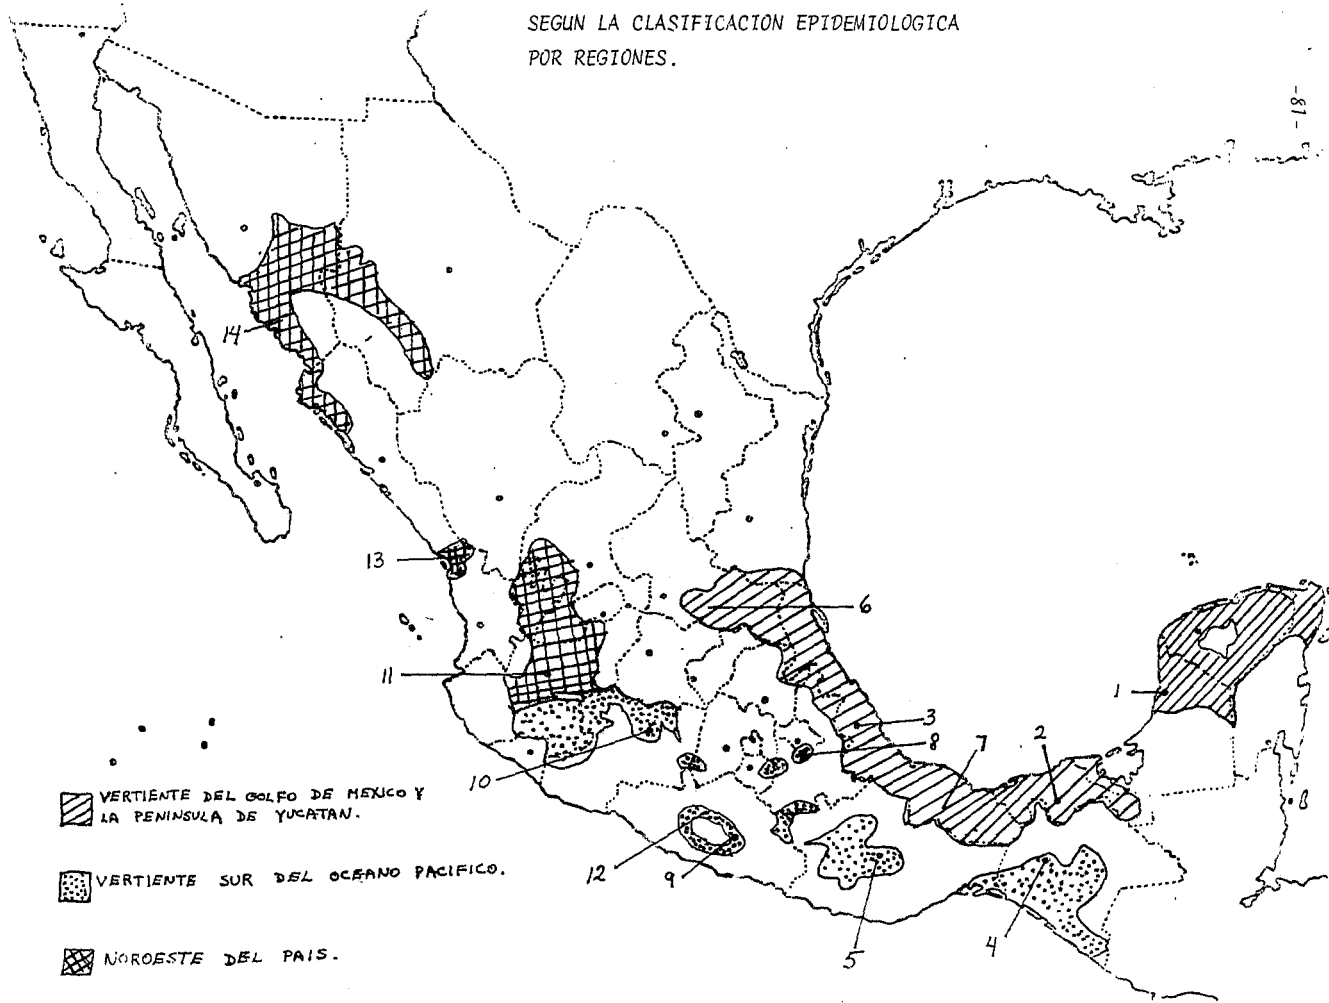 SEGUN LA CLASIFICACION EPIDEMIOLOGICA
POR REGIONES.
-81-
14
13
6
11
1
3
2
7
8
10
VERTIENTE DEL GOLFO DE MEXICO Y
LA PENINSULA DE YUCATAN.
12
9
VERTIENTE SUR DEL OCEANO PACIFICO.
5
4
NOROESTE DEL PAIS.